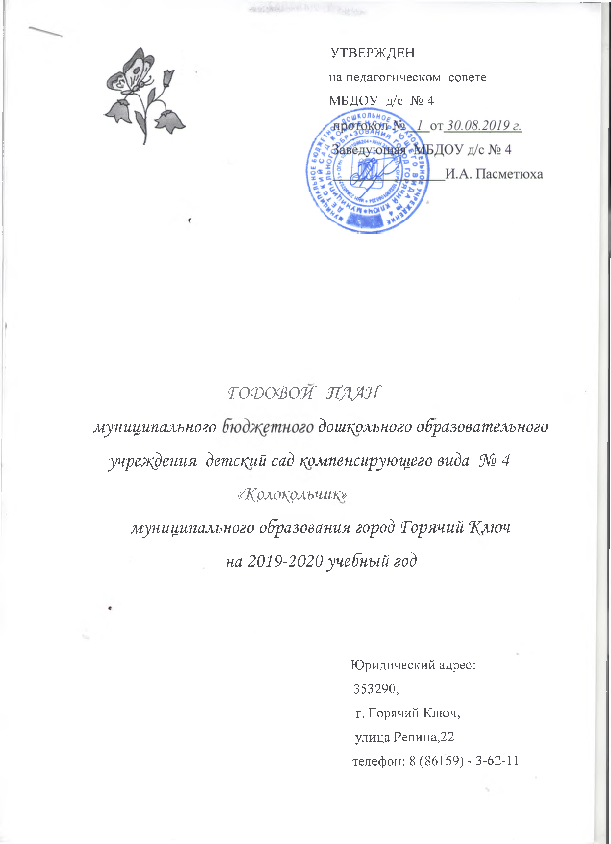 УТВЕРЖДЕН
на педагогическом совете
МБДОУ д/с № 4
протокол № 1 от 30.08.2019 г.
Заведующая МБДОУ д/с № 4
____________И.А. Пасметюха
ГОДОВОЙ ПЛАН
муниципального бюджетного дошкольного образовательного
учреждения детский сад компенсирующего вида № 4
«Колокольчик»
муниципального образования город Горячий Ключ
на 2019-2020 учебный год
Юридический адрес:
353290,
г. Горячий Ключ,
улица Репина,22
телефон: 8 (86159) - 3-62-11